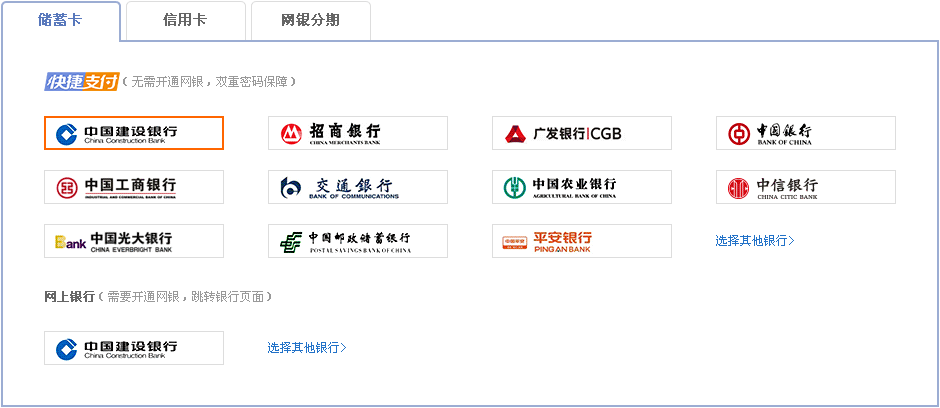 储蓄卡 信用卡 网银分期
快捷支付(无需开通网银，双重密码保障)
中国建设银行 招商银行 广发银行|CGB 中国银行
China Construction Bank CHINA MERCHANTS BANK BANK OF CHINA
中国工商银行 交通银行 中国农业银行 中信银行
INDUSTRIAL AND COMMERCIAL BANK OF CHINA BANK OF COMMUNICATIONS AGRICULTURAL BANK OF CHINA CHINA CITIC BANK
Bank 中国光大银行 中国邮政储蓄银行 中国平安 平安银行 选择其他银行>
CHINA EVERBRIGHT BANK POSTAL SAVINGS BANK OF CHINA PING AN BANK
网上银行(需要开通网银，跳转银行页面)
中国建设银行 选择其他银行>
China Construction Bank